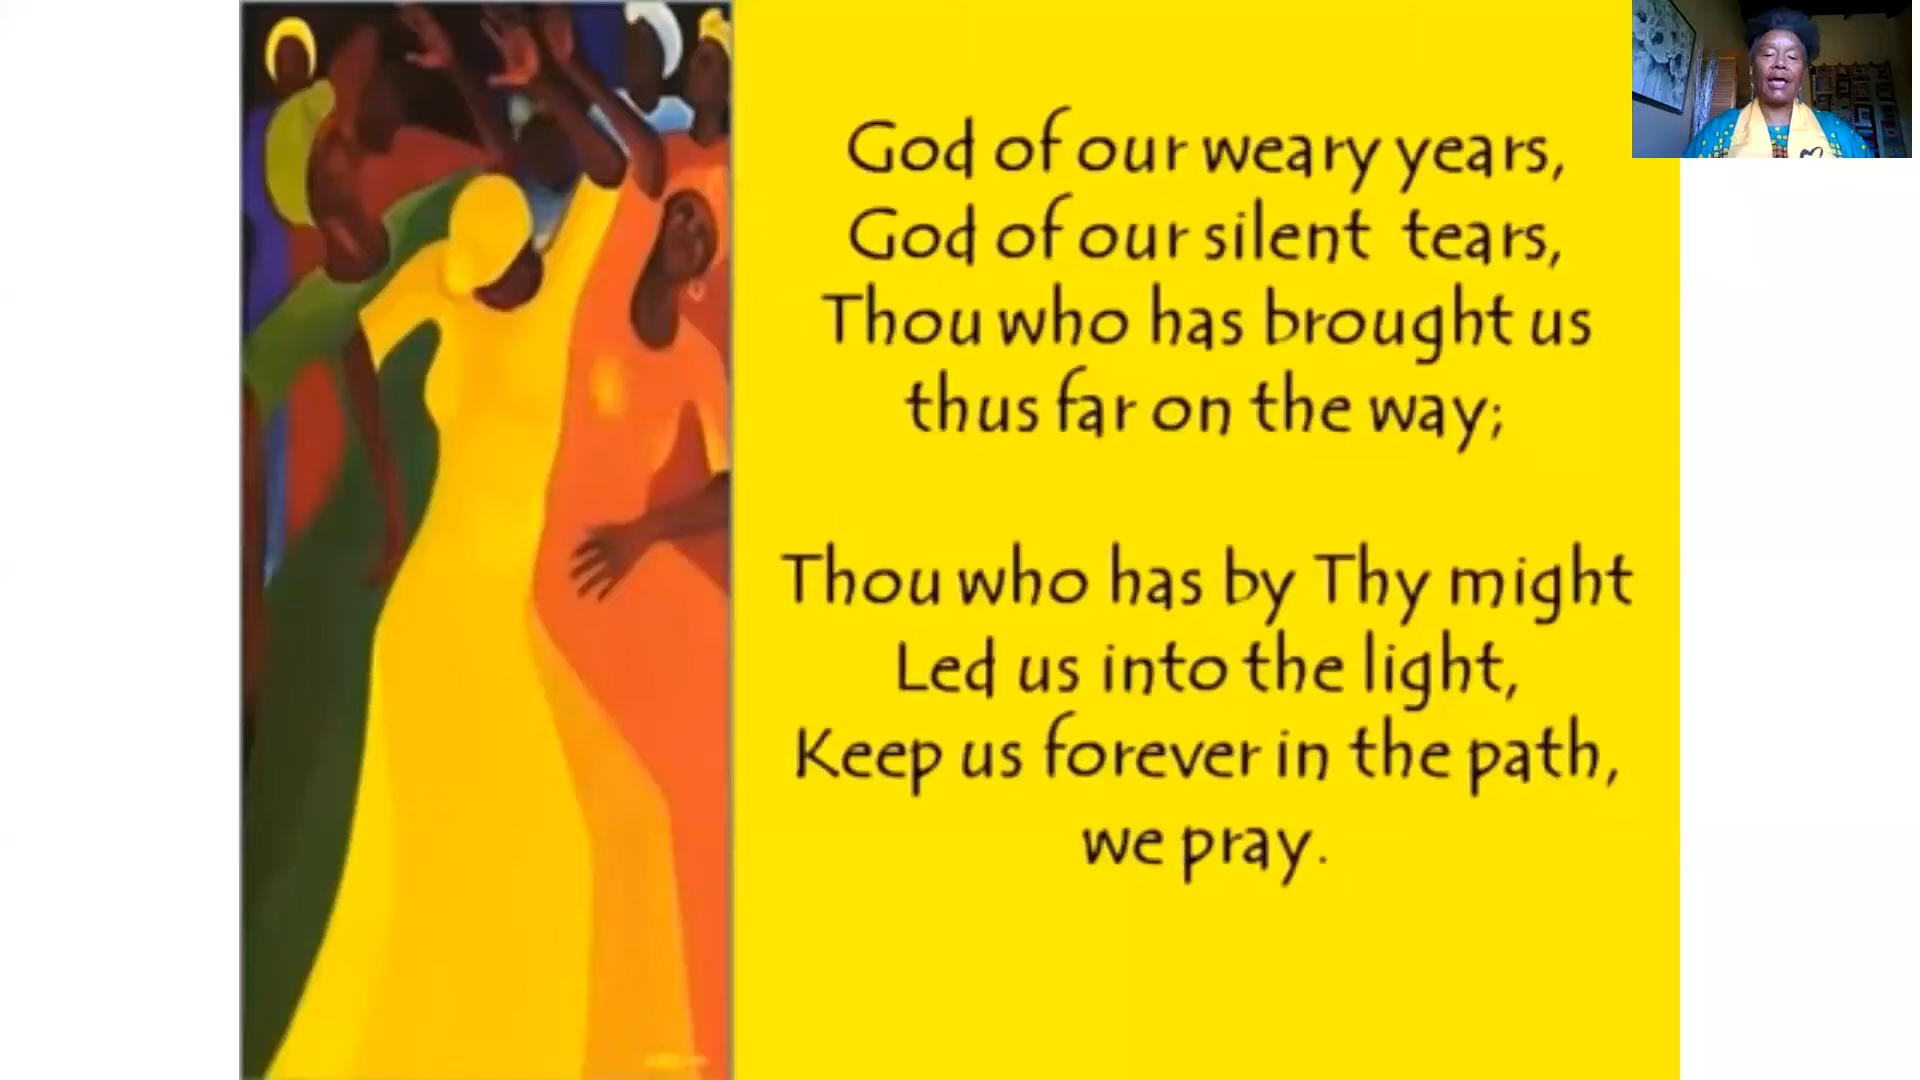 God of our weary years,
God of our silent tears,
Thou who has brought us
thus far on the way;
Thou who has by Thy might
Led us into the light,
Keep us forever in the path,
we pray.